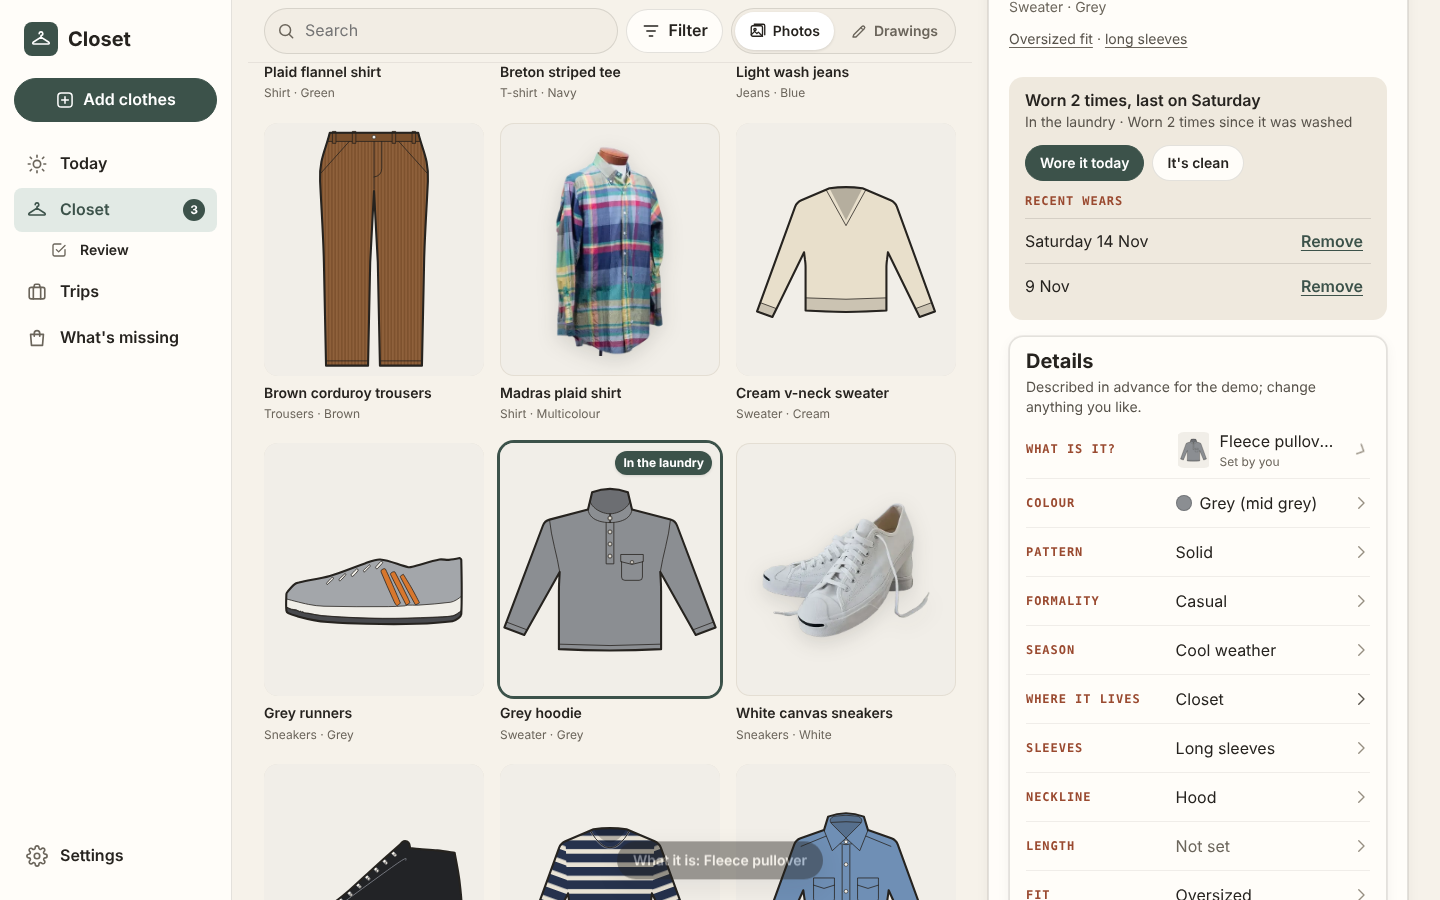 Closet
Add clothes
Today
Closet 3
Review
Trips
What's missing
Settings
Search
Filter
Photos
Drawings
Plaid flannel shirt
Shirt · Green
Breton striped tee
T-shirt · Navy
Light wash jeans
Jeans · Blue
Brown corduroy trousers
Trousers · Brown
Madras plaid shirt
Shirt · Multicolour
Cream v-neck sweater
Sweater · Cream
In the laundry
Grey runners
Sneakers · Grey
Grey hoodie
Sweater · Grey
White canvas sneakers
Sneakers · White
What it is: Fleece pullover
Sweater · Grey
Oversized fit · long sleeves
Worn 2 times, last on Saturday
In the laundry · Worn 2 times since it was washed
Wore it today
It's clean
RECENT WEARS
Saturday 14 Nov Remove
9 Nov Remove
Details
Described in advance for the demo; change
anything you like.
WHAT IS IT? Fleece pullov...
Set by you
COLOUR Grey (mid grey)
PATTERN Solid
FORMALITY Casual
SEASON Cool weather
WHERE IT LIVES Closet
SLEEVES Long sleeves
NECKLINE Hood
LENGTH Not set
FIT Oversized